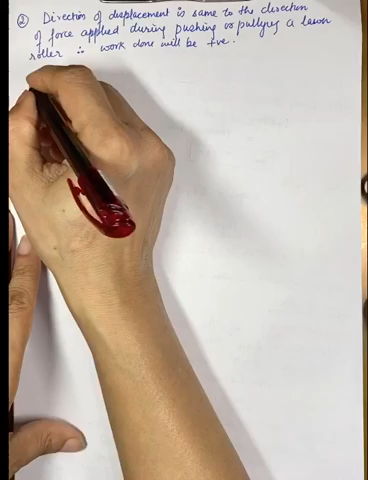 ② Direction of displacement is same to the direction
of force applied during pushing or pullying a lawn
roller ∴ work done will be +ve.